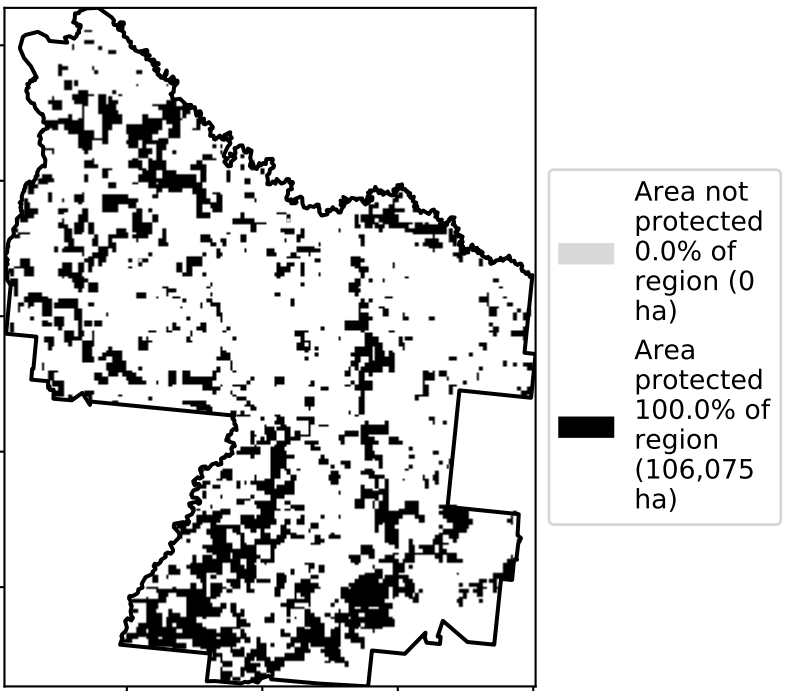 Area not
protected
0.0% of
region (0
ha)
Area
protected
100.0% of
region
(106,075
ha)